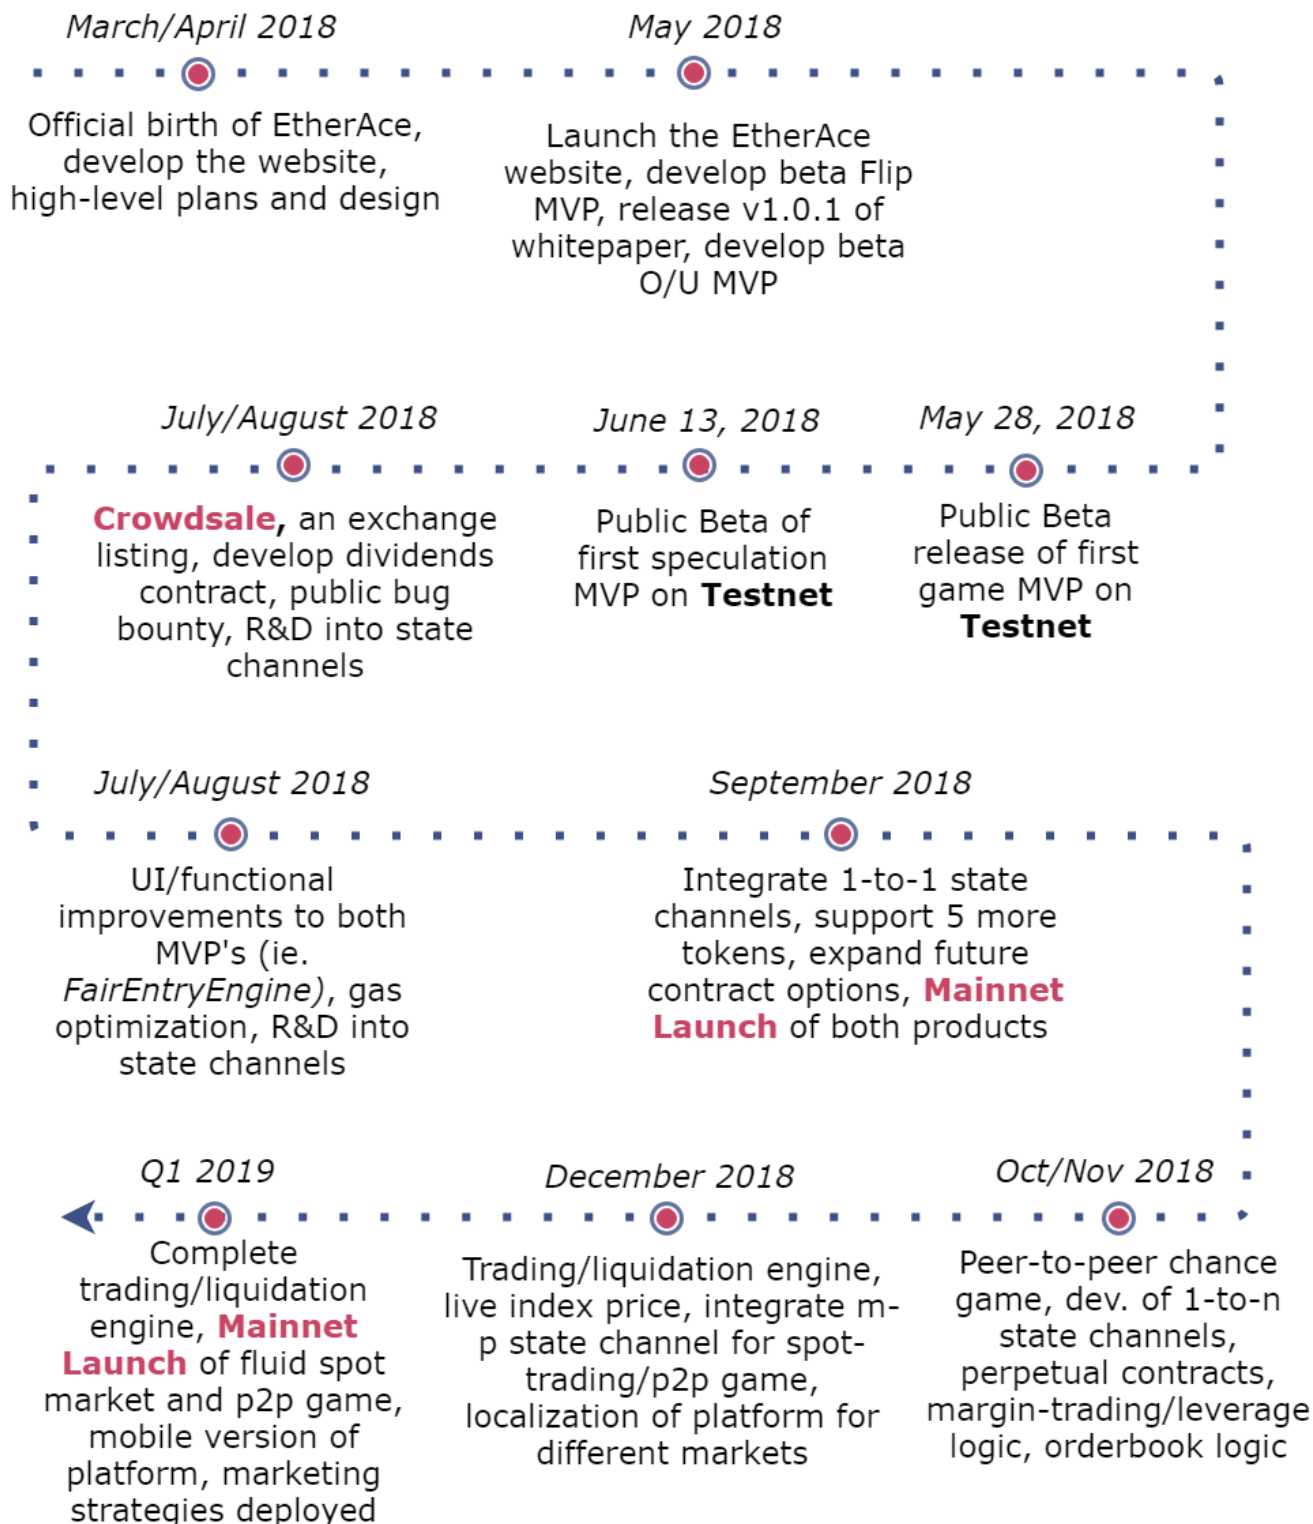 March/April 2018
Official birth of EtherAce,
develop the website,
high-level plans and design
May 2018
Launch the EtherAce
website, develop beta Flip
MVP, release v1.0.1 of
whitepaper, develop beta
O/U MVP
May 28, 2018
Public Beta
release of first
game MVP on
Testnet
June 13, 2018
Public Beta of
first speculation
MVP on Testnet
July/August 2018
Crowdsale, an exchange
listing, develop dividends
contract, public bug
bounty, R&D into state
channels
July/August 2018
UI/functional
improvements to both
MVP's (ie.
FairEntryEngine), gas
optimization, R&D into
state channels
September 2018
Integrate 1-to-1 state
channels, support 5 more
tokens, expand future
contract options, Mainnet
Launch of both products
Oct/Nov 2018
Peer-to-peer chance
game, dev. of 1-to-n
state channels,
perpetual contracts,
margin-trading/leverage
logic, orderbook logic
December 2018
Trading/liquidation engine,
live index price, integrate m-
p state channel for spot-
trading/p2p game,
localization of platform for
different markets
Q1 2019
Complete
trading/liquidation
engine, Mainnet
Launch of fluid spot
market and p2p game,
mobile version of
platform, marketing
strategies deployed